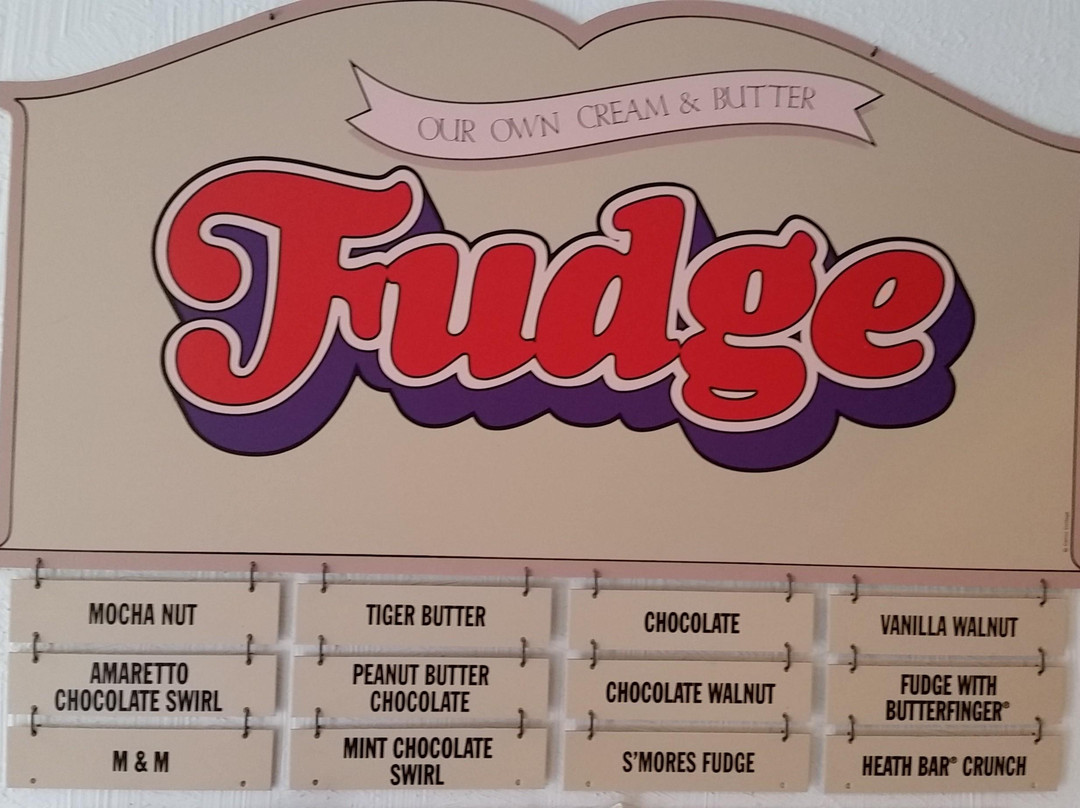 OUR OWN CREAM & BUTTER
Fudge
MOCHA NUT
TIGER BUTTER
CHOCOLATE
VANILLA WALNUT
AMARETTO
CHOCOLATE SWIRL
PEANUT BUTTER
CHOCOLATE
CHOCOLATE WALNUT
FUDGE WITH
BUTTERFINGER®
M & M
MINT CHOCOLATE
SWIRL
S'MORES FUDGE
HEATH BAR® CRUNCH